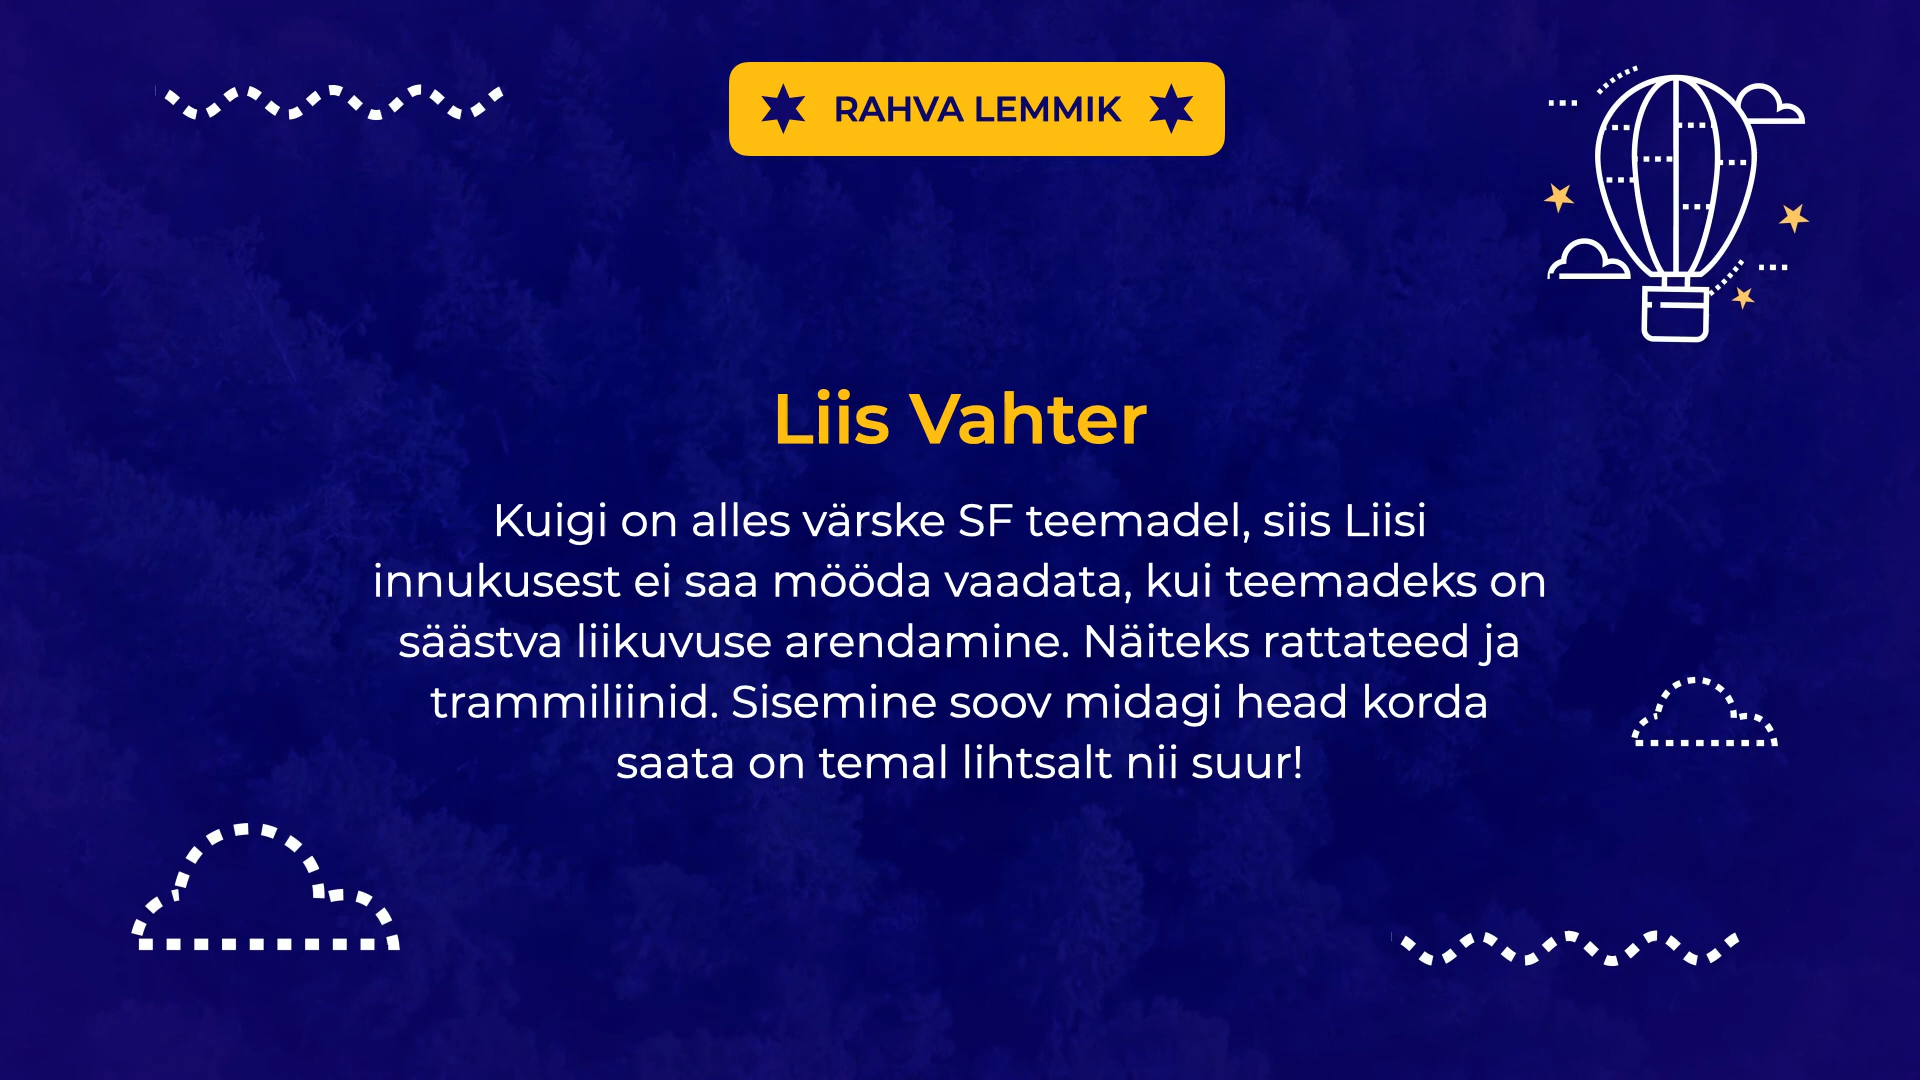 RAHVA LEMMIK
Liis Vahter
Kuigi on alles värske SF teemadel, siis Liisi
innukusest ei saa mööda vaadata, kui teemadeks on
säästva liikuvuse arendamine. Näiteks rattateed ja
trammiliinid. Sisemine soov midagi head korda
saata on temal lihtsalt nii suur!